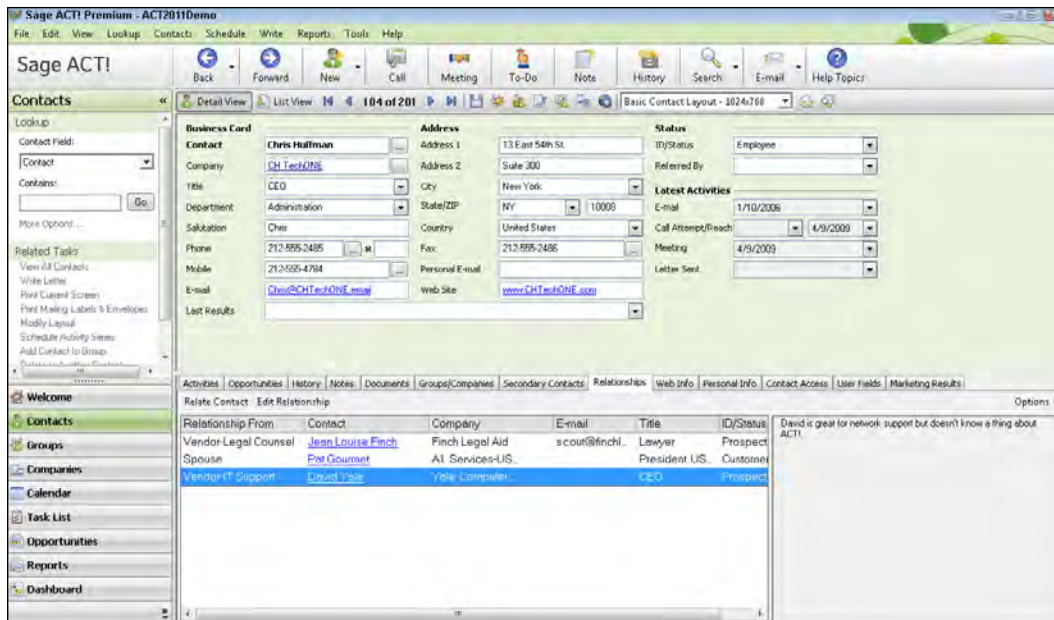 Sage ACT! Premium - ACT2011Demo
File Edit View Lookup Contacts Schedule Write Reports Tools Help
Sage ACT!
Back Forward New Call Meeting To-Do Note History Search E-mail Help Topics
Contacts «
Detail View List View 104 of 201 Basic Contact Layout - 1024x768
Lookup
Contact Field:
Contact
Contains:
Go
More Options...
Related Tasks
View All Contacts
Write Letter
Print Current Screen
Print Mailing Labels & Envelopes
Modify Layout
Schedule Activity Series
Add Contact to Group
Welcome
Contacts
Groups
Companies
Calendar
Task List
Opportunities
Reports
Dashboard
Business Card
Contact Chris Huffman
Company CH TechONE
Title CEO
Department Administration
Salutation Chris
Phone 212-555-2485 x
Mobile 212-555-4784
E-mail Chris@CHTechONE.email
Last Results
Address
Address 1 13 East 54th St.
Address 2 Suite 300
City New York
State/ZIP NY 10008
Country United States
Fax 212-555-2486
Personal E-mail
Web Site www.CHTechONE.com
Status
ID/Status Employee
Referred By
Latest Activities
E-mail 1/10/2006
Call Attempt/Reach 4/9/2009
Meeting 4/9/2009
Letter Sent
Activities Opportunities History Notes Documents Groups/Companies Secondary Contacts Relationships Web Info Personal Info Contact Access User Fields Marketing Results
Relate Contact Edit Relationship Options
Relationship From Contact Company E-mail Title ID/Status
Vendor-Legal Counsel Jean Louise Finch Finch Legal Aid scout@finchl... Lawyer Prospect
Spouse Pat Gourmet A1 Services-US... President US... Customer
Vendor-IT Support David Yale Yale Computer... CEO Prospect
David is great for network support but doesn't know a thing about
ACT!